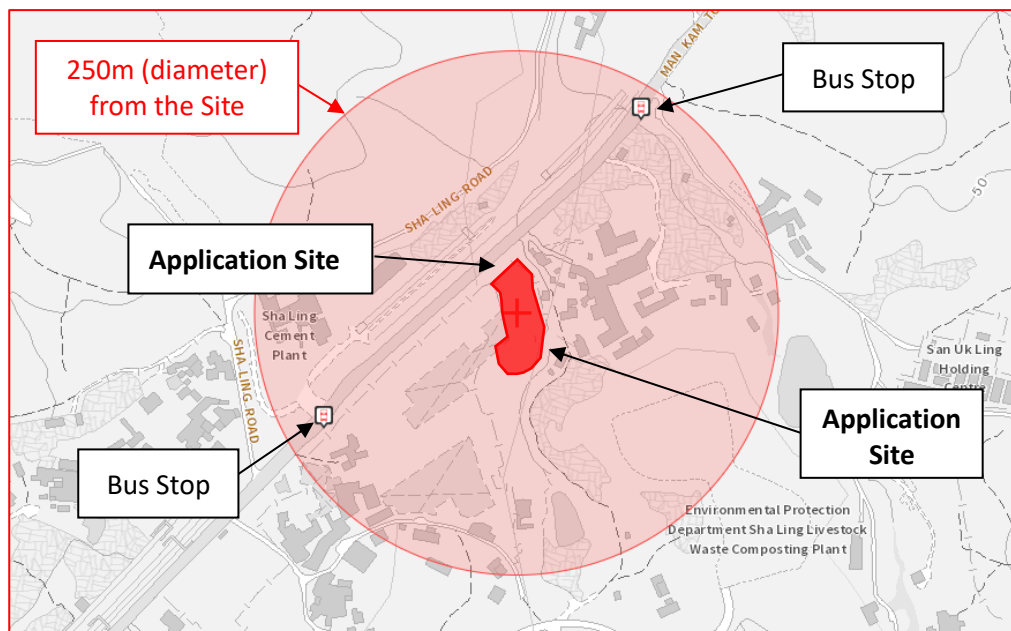 250m (diameter)
from the Site
MAN KAM TO
Bus Stop
SHA LING ROAD
Application Site
50
Sha Ling
Cement
Plant
SHA LING ROAD
San Uk Ling
Holding
Centre
Application
Site
Bus Stop
Environmental Protection
Department Sha Ling Livestock
Waste Composting Plant